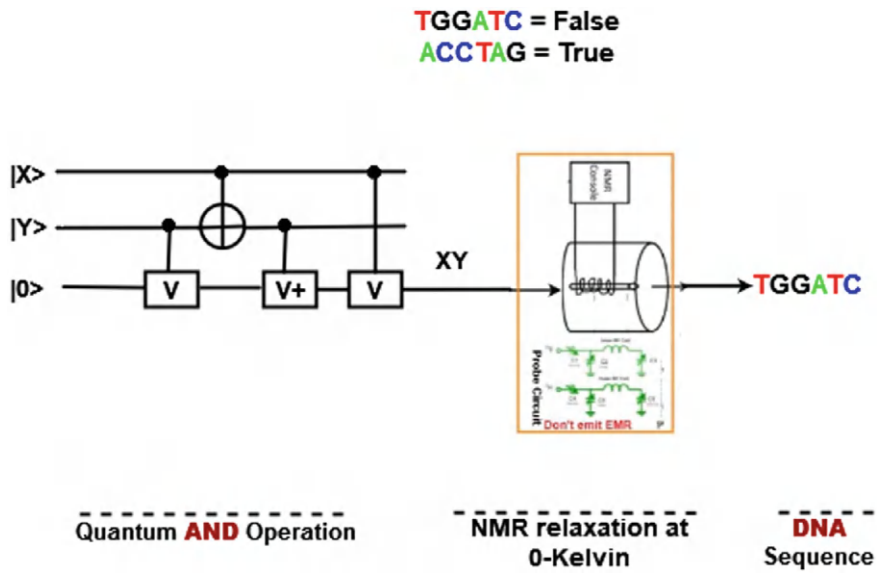 TGGATC = False
ACCTAG = True
|X>
|Y>
|0>
V
V+
V
XY
NMR
Console
TGGATC
Probe Circuit
Don't emit EMR
Quantum AND Operation
NMR relaxation at
0-Kelvin
DNA
Sequence